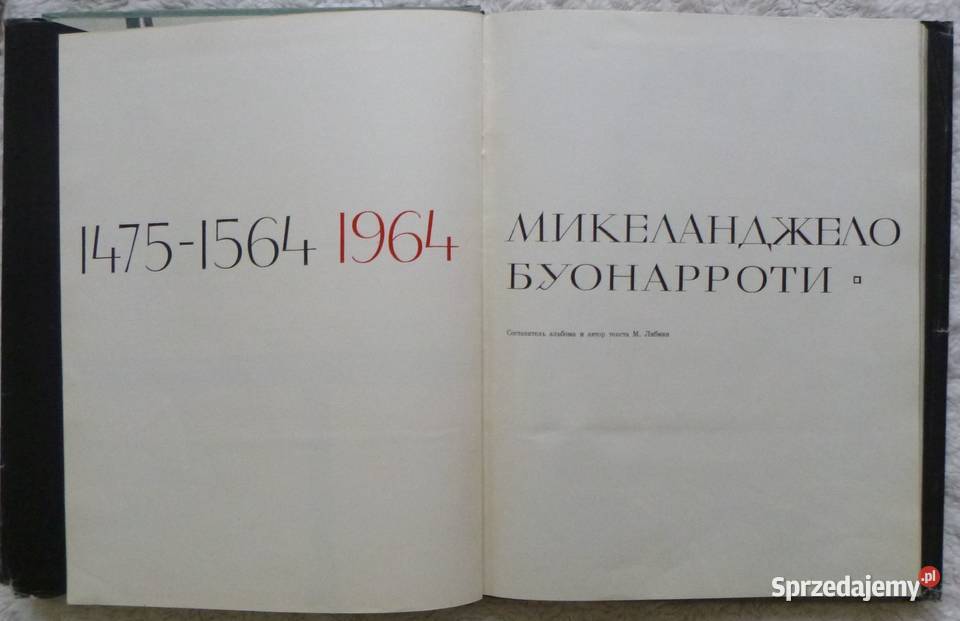 1475-1564 1964
МИКЕЛАНДЖЕЛО
БУОНАРРОТИ
Составитель альбома и автор текста М. Либман
Sprzedajemy.pl